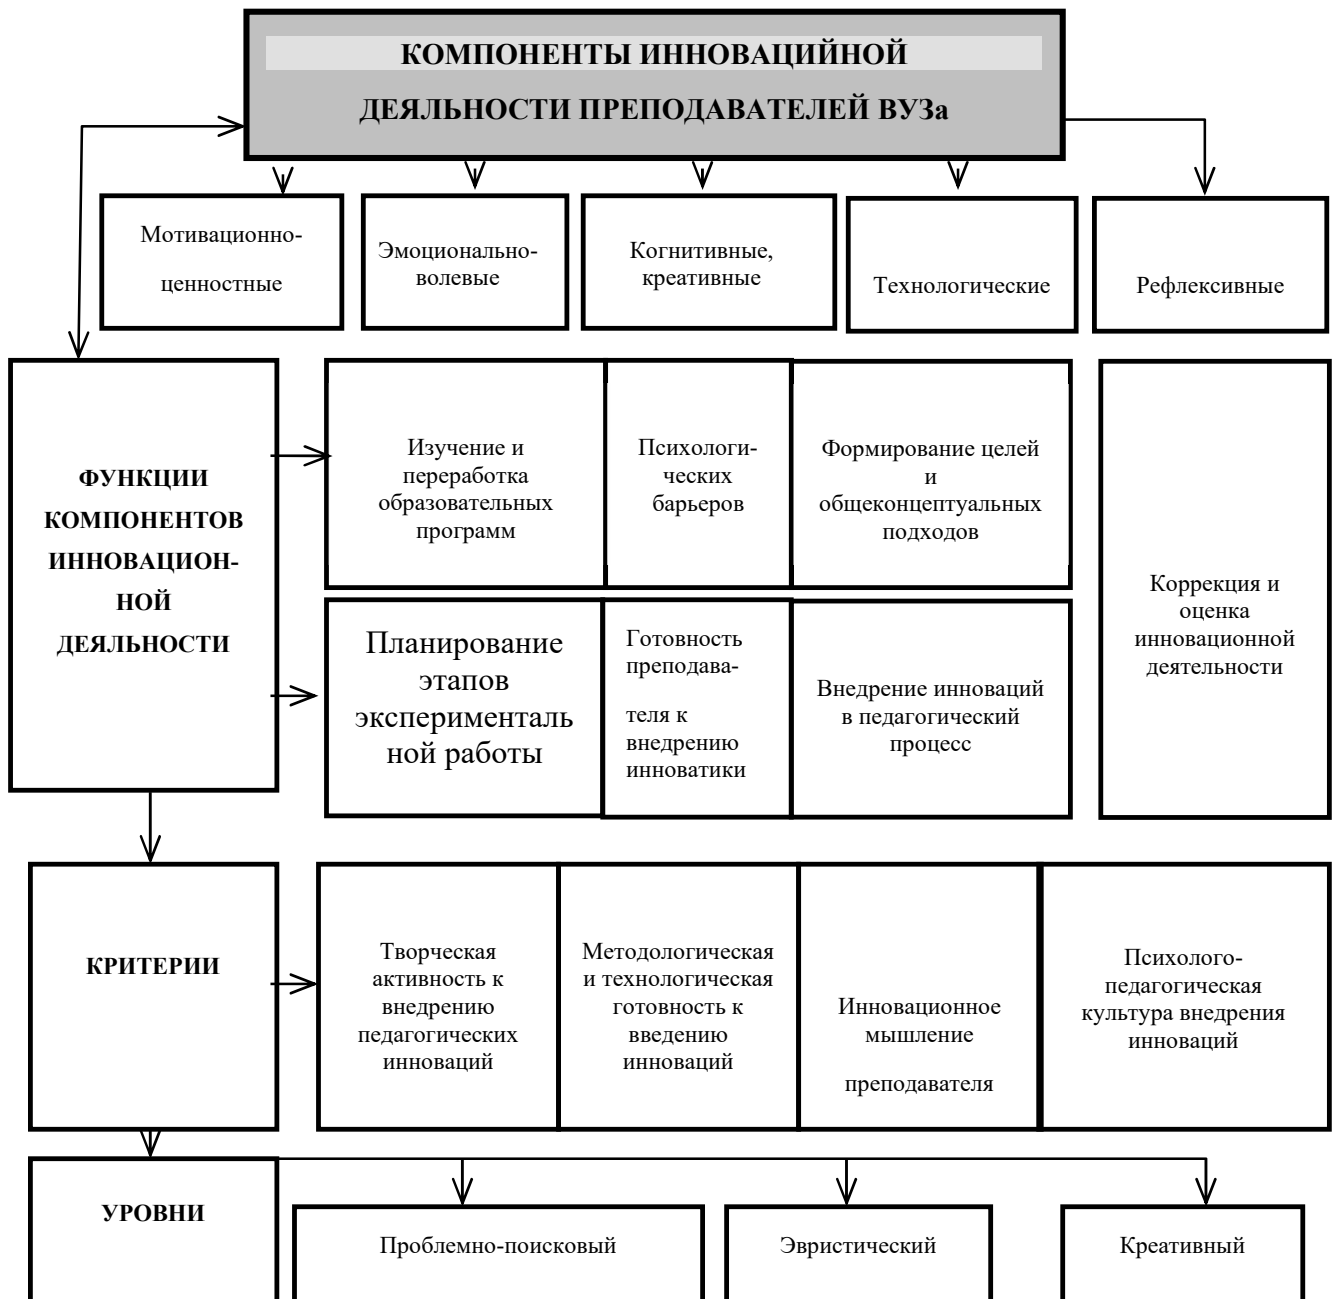 КОМПОНЕНТЫ ИННОВАЦИЙНОЙ
ДЕЯЛЬНОСТИ ПРЕПОДАВАТЕЛЕЙ ВУЗа
Мотивационно-
ценностные
Эмоционально-
волевые
Когнитивные,
креативные
Технологические
Рефлексивные
ФУНКЦИИ
КОМПОНЕНТОВ
ИННОВАЦИОН-
НОЙ
ДЕЯЛЬНОСТИ
Изучение и
переработка
образовательных
программ
Психологи-
ческих
барьеров
Формирование целей
и
общеконцептуальных
подходов
Планирование
этапов
эксперименталь
ной работы
Готовность
преподава-
теля к
внедрению
инноватики
Внедрение инноваций
в педагогический
процесс
Коррекция и
оценка
инновационной
деятельности
КРИТЕРИИ
Творческая
активность к
внедрению
педагогических
инноваций
Методологическая
и технологическая
готовность к
введению
инноваций
Инновационное
мышление
преподавателя
Психолого-
педагогическая
культура внедрения
инноваций
УРОВНИ
Проблемно-поисковый
Эвристический
Креативный